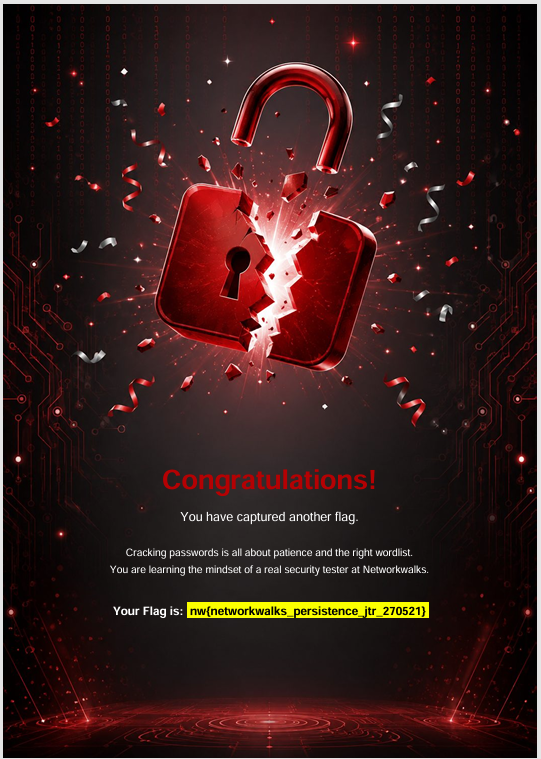 Congratulations!
You have captured another flag.
Cracking passwords is all about patience and the right wordlist.
You are learning the mindset of a real security tester at Networkwalks.
Your Flag is: nw{networkwalks_persistence_jtr_270521}